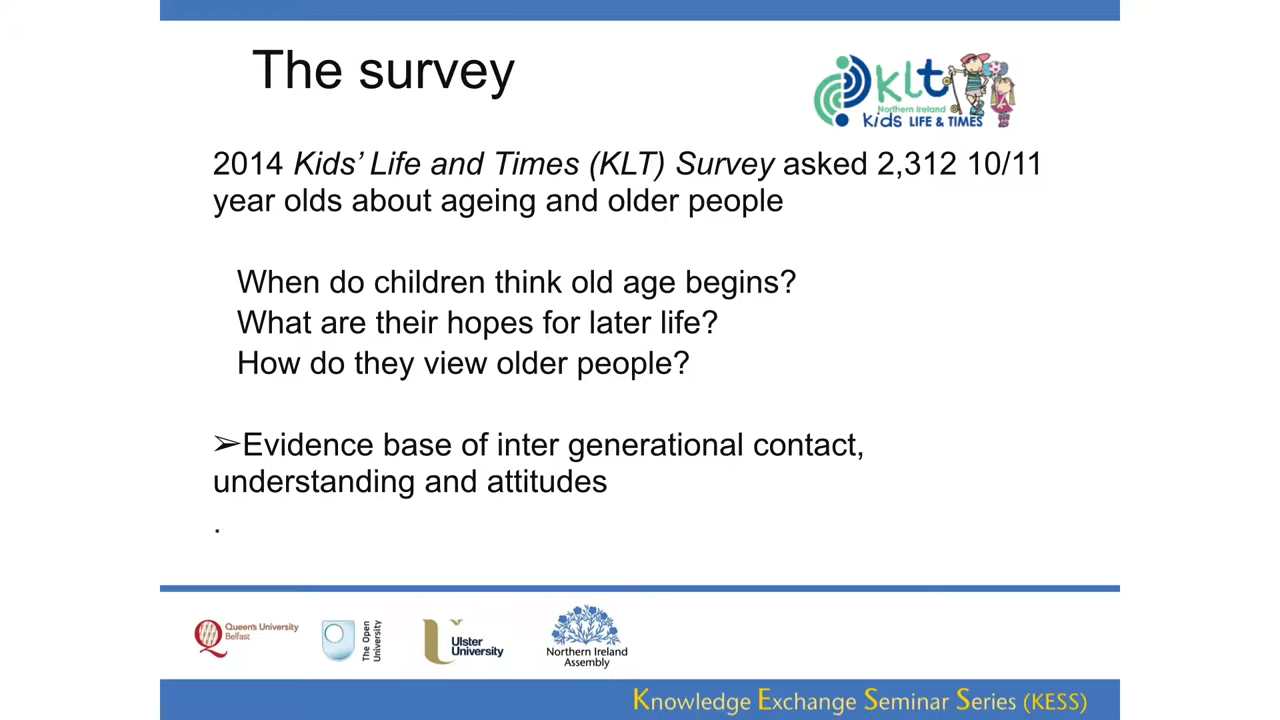 The survey
klt
Northern Ireland
kids LIFE & TIMES
2014 Kids’ Life and Times (KLT) Survey asked 2,312 10/11
year olds about ageing and older people
When do children think old age begins?
What are their hopes for later life?
How do they view older people?
➢Evidence base of inter generational contact,
understanding and attitudes
.
Queen's University
Belfast
The Open
University
Ulster
University
Northern Ireland
Assembly
Knowledge Exchange Seminar Series (KESS)